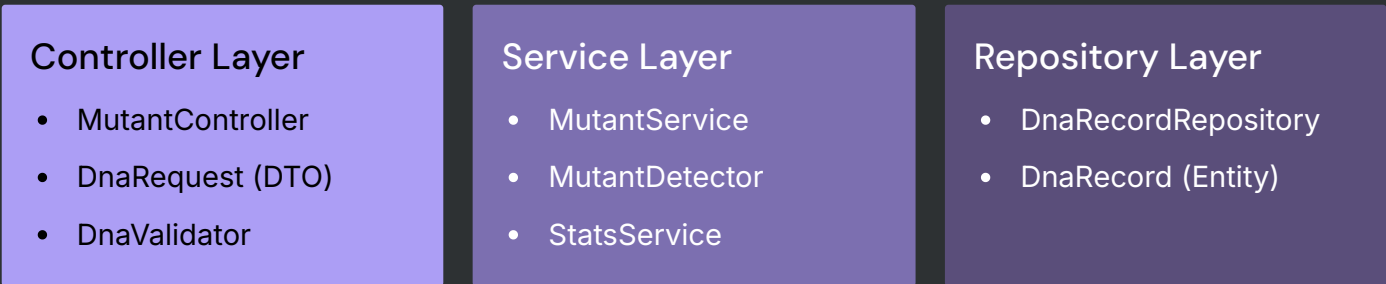 Controller Layer
• MutantController
• DnaRequest (DTO)
• DnaValidator
Service Layer
• MutantService
• MutantDetector
• StatsService
Repository Layer
• DnaRecordRepository
• DnaRecord (Entity)